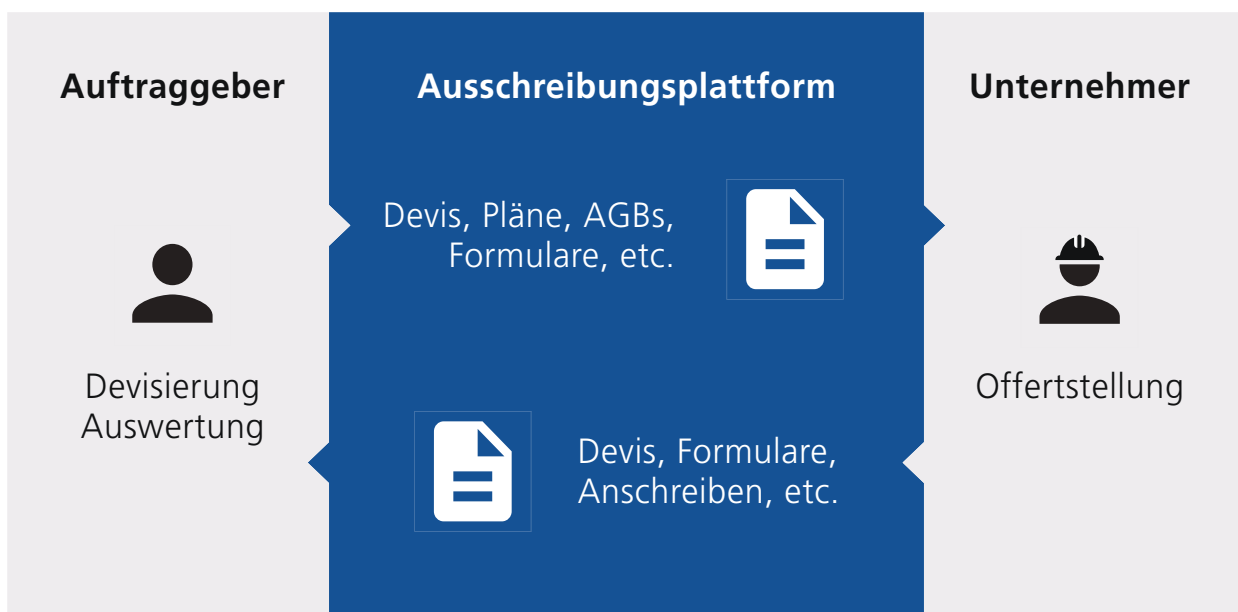 Auftraggeber
Devisierung
Auswertung
Ausschreibungsplattform
Devis, Pläne, AGBs,
Formulare, etc.
Devis, Formulare,
Anschreiben, etc.
Unternehmer
Offertstellung